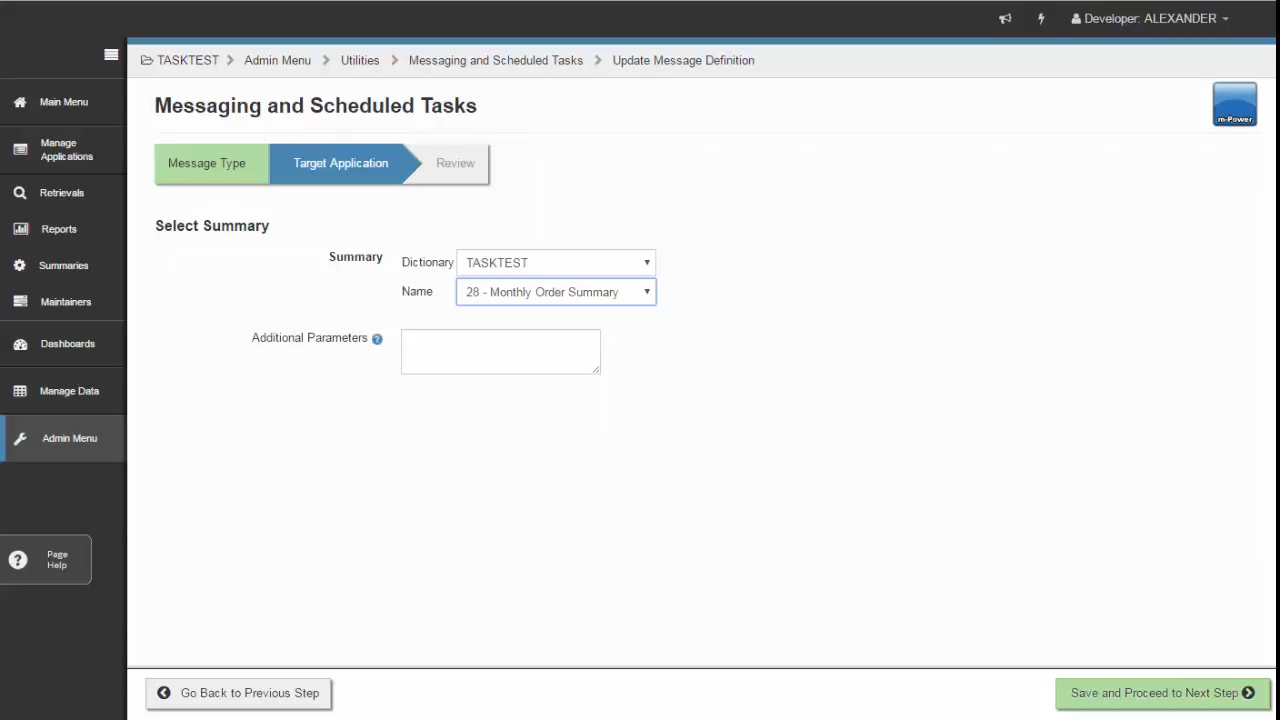 Developer: ALEXANDER
TASKTEST
Admin Menu
Utilities
Messaging and Scheduled Tasks
Update Message Definition
Main Menu
Manage
Applications
Retrievals
Reports
Summaries
Maintainers
Dashboards
Manage Data
Admin Menu
?
Page
Help
Messaging and Scheduled Tasks
m-Power
Message Type
Target Application
Review
Select Summary
Summary
Dictionary
TASKTEST
Name
28 - Monthly Order Summary
Additional Parameters ?
Go Back to Previous Step
Save and Proceed to Next Step